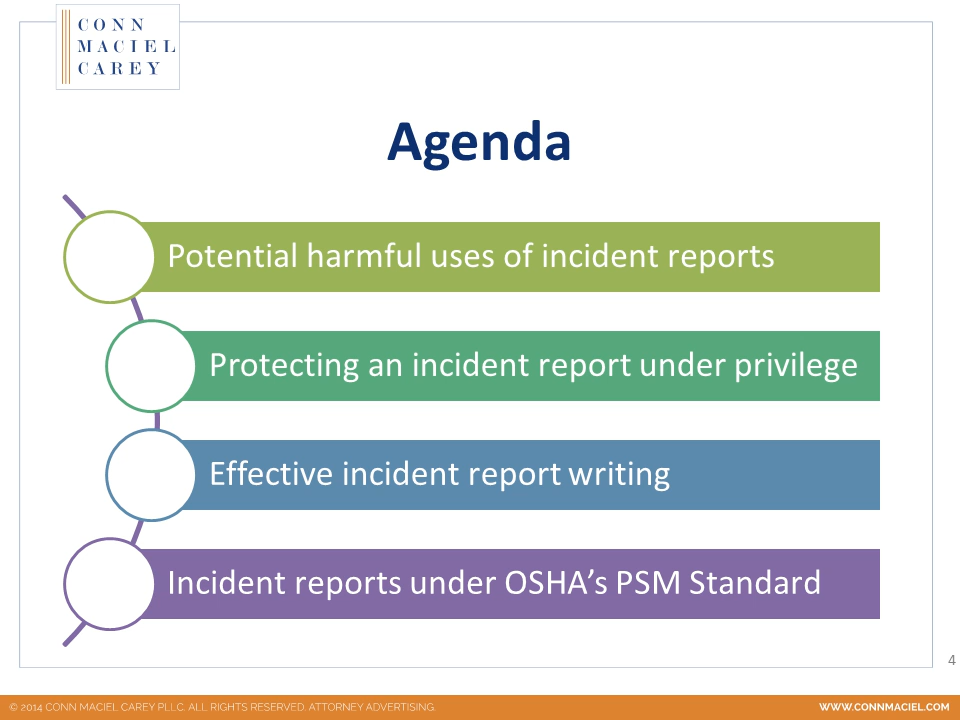 CONN
MACIEL
CAREY
Agenda
Potential harmful uses of incident reports
Protecting an incident report under privilege
Effective incident report writing
Incident reports under OSHA’s PSM Standard
4
© 2014 CONN MACIEL CAREY PLLC. ALL RIGHTS RESERVED. ATTORNEY ADVERTISING.
WWW.CONNMACIEL.COM